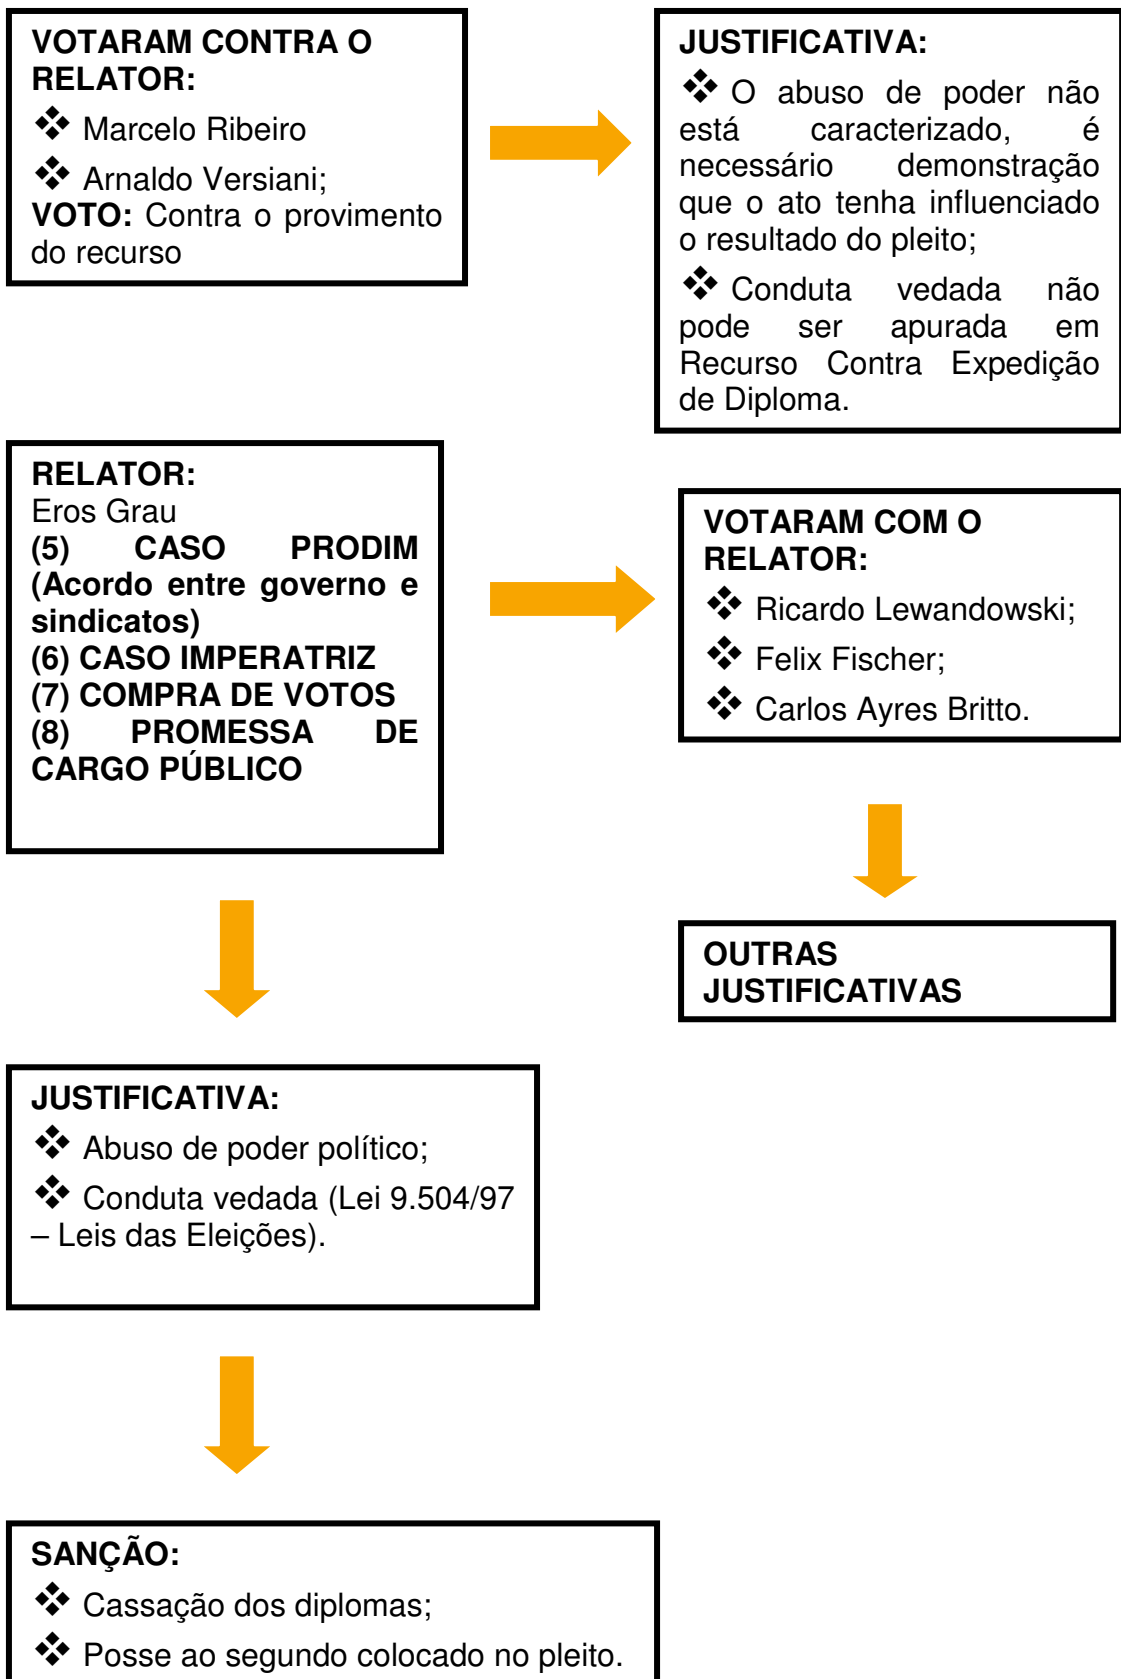 VOTARAM CONTRA O
RELATOR:
❖ Marcelo Ribeiro
❖ Arnaldo Versiani;
VOTO: Contra o provimento
do recurso
JUSTIFICATIVA:
❖ O abuso de poder não
está caracterizado, é
necessário demonstração
que o ato tenha influenciado
o resultado do pleito;
❖ Conduta vedada não
pode ser apurada em
Recurso Contra Expedição
de Diploma.
RELATOR:
Eros Grau
(5) CASO PRODIM
(Acordo entre governo e
sindicatos)
(6) CASO IMPERATRIZ
(7) COMPRA DE VOTOS
(8) PROMESSA DE
CARGO PÚBLICO
VOTARAM COM O
RELATOR:
❖ Ricardo Lewandowski;
❖ Felix Fischer;
❖ Carlos Ayres Britto.
OUTRAS
JUSTIFICATIVAS
JUSTIFICATIVA:
❖ Abuso de poder político;
❖ Conduta vedada (Lei 9.504/97
– Leis das Eleições).
SANÇÃO:
❖ Cassação dos diplomas;
❖ Posse ao segundo colocado no pleito.